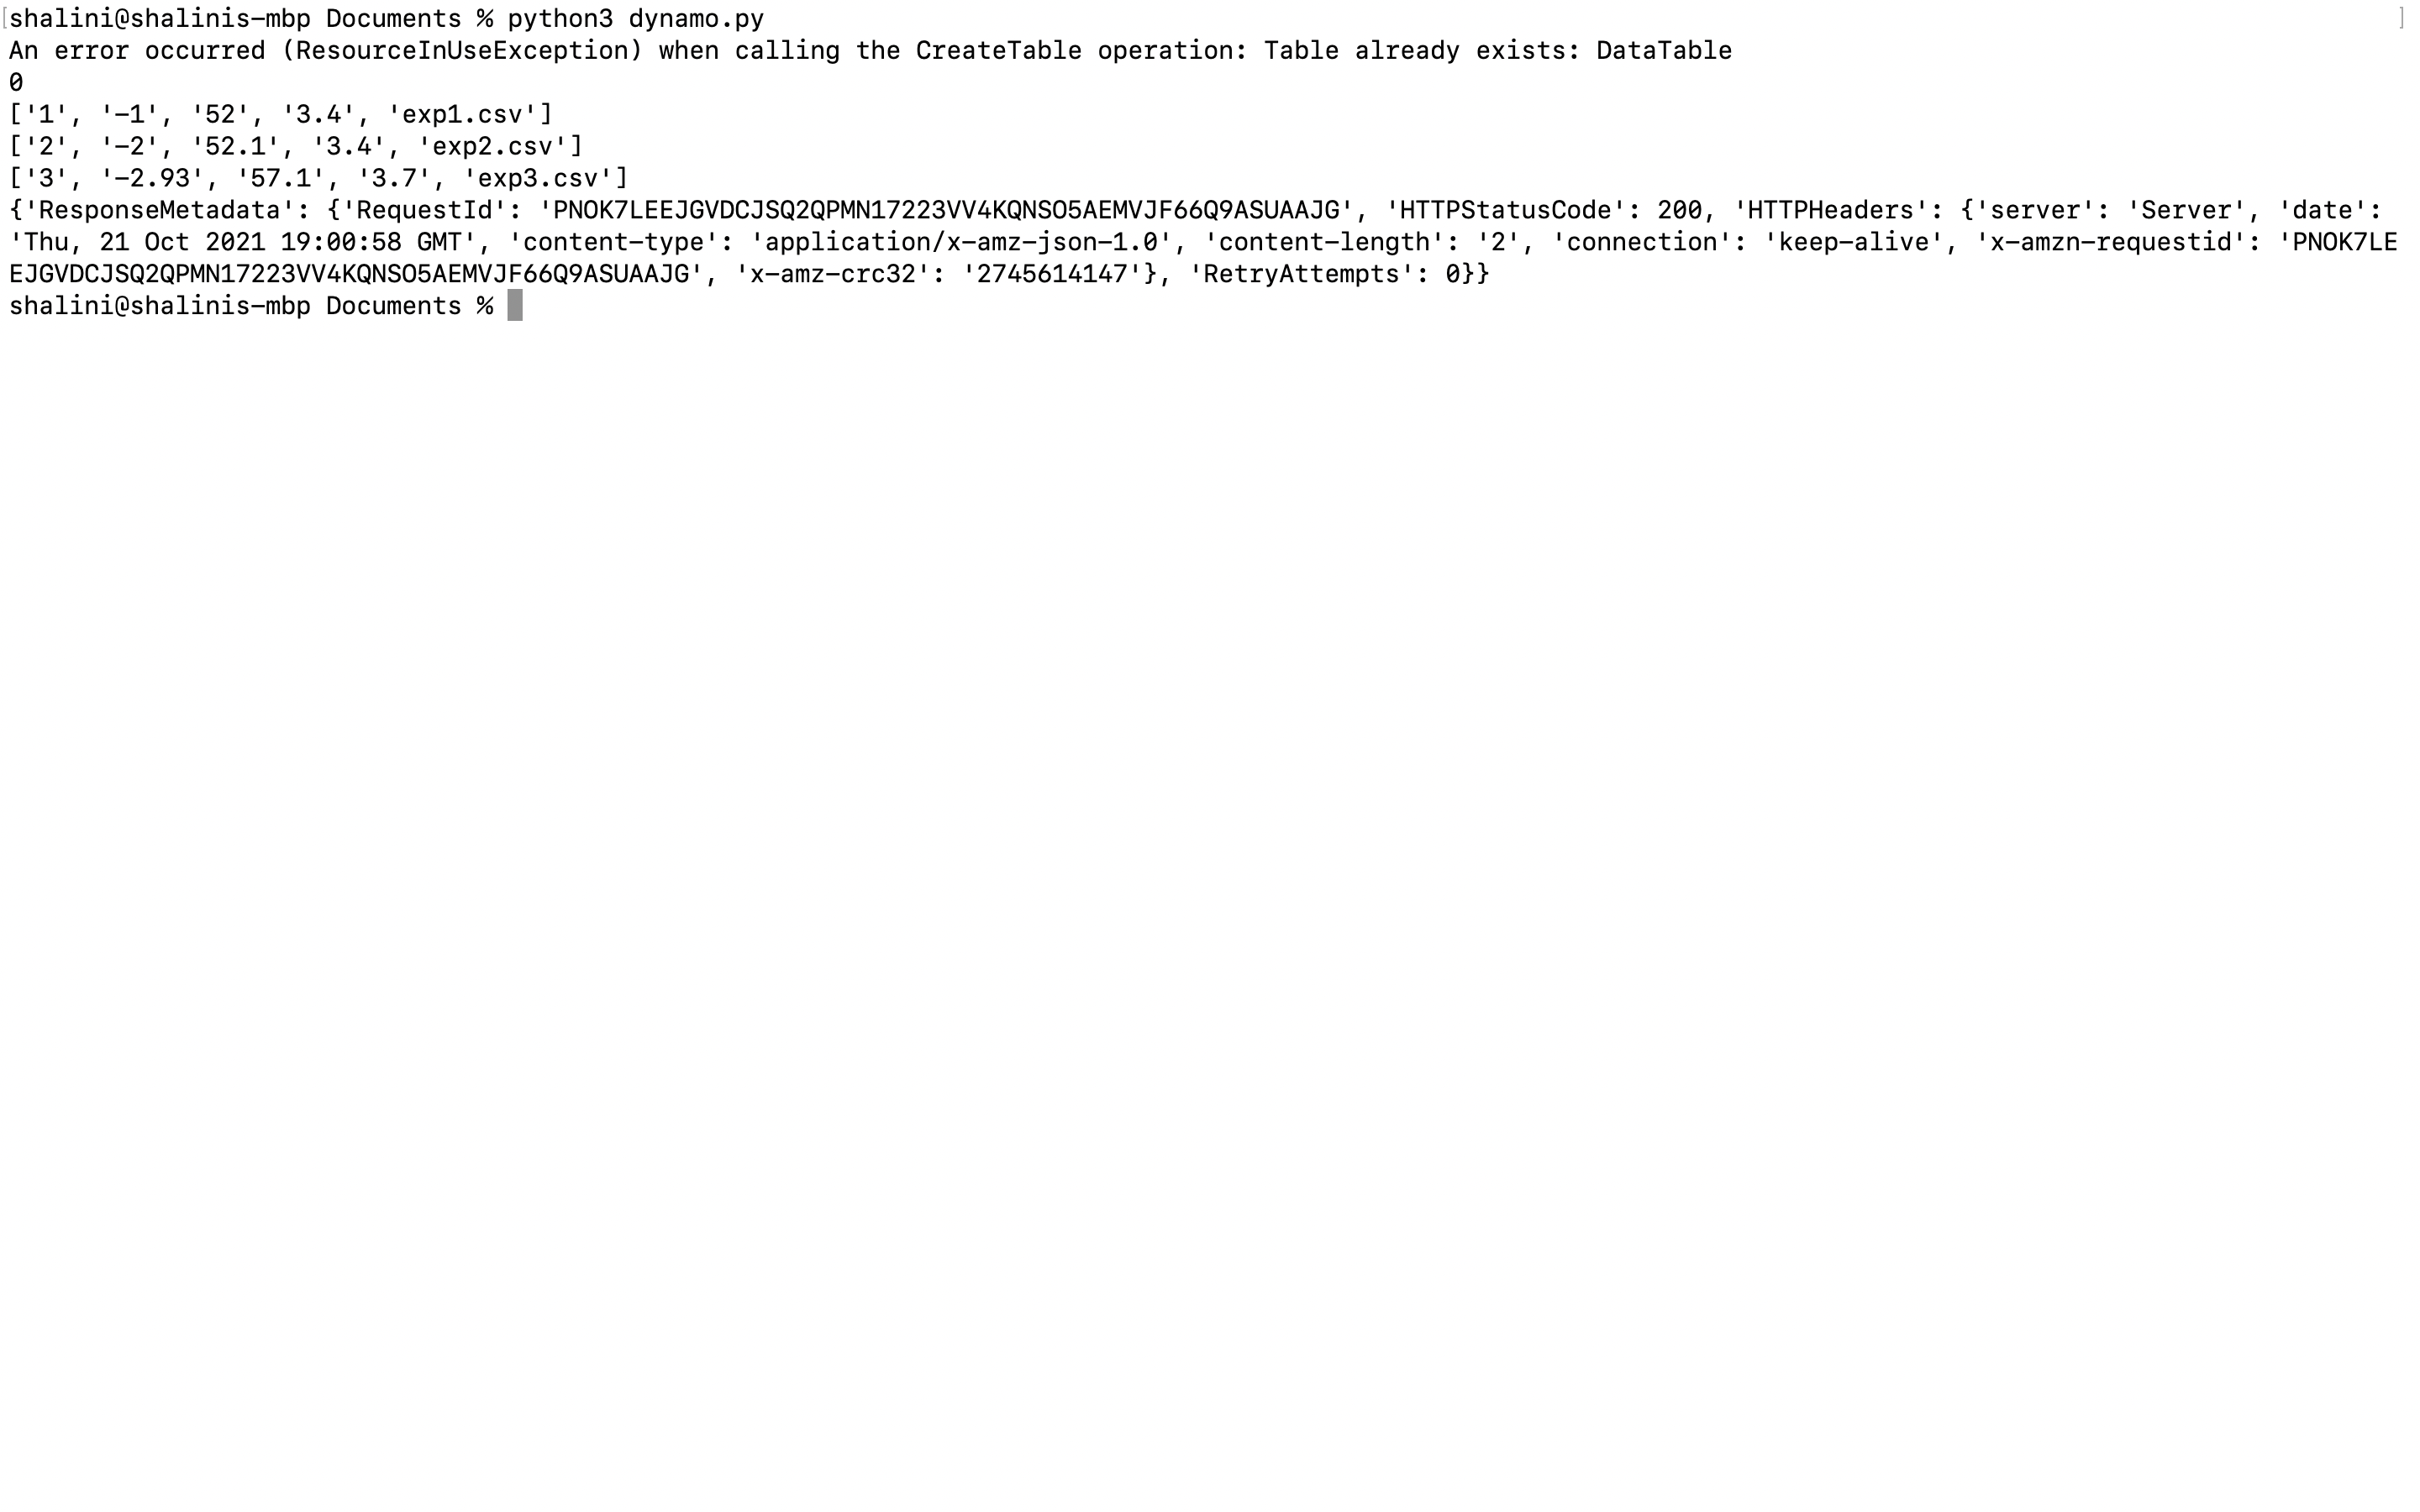 [shalini@shalinis-mbp Documents % python3 dynamo.py ]
An error occurred (ResourceInUseException) when calling the CreateTable operation: Table already exists: DataTable
0
['1', '-1', '52', '3.4', 'exp1.csv']
['2', '-2', '52.1', '3.4', 'exp2.csv']
['3', '-2.93', '57.1', '3.7', 'exp3.csv']
{'ResponseMetadata': {'RequestId': 'PNOK7LEEJGVDCJSQ2QPMN17223VV4KQNSO5AEMVJF66Q9ASUAAJG', 'HTTPStatusCode': 200, 'HTTPHeaders': {'server': 'Server', 'date':
'Thu, 21 Oct 2021 19:00:58 GMT', 'content-type': 'application/x-amz-json-1.0', 'content-length': '2', 'connection': 'keep-alive', 'x-amzn-requestid': 'PNOK7LE
EJGVDCJSQ2QPMN17223VV4KQNSO5AEMVJF66Q9ASUAAJG', 'x-amz-crc32': '2745614147'}, 'RetryAttempts': 0}}
shalini@shalinis-mbp Documents %